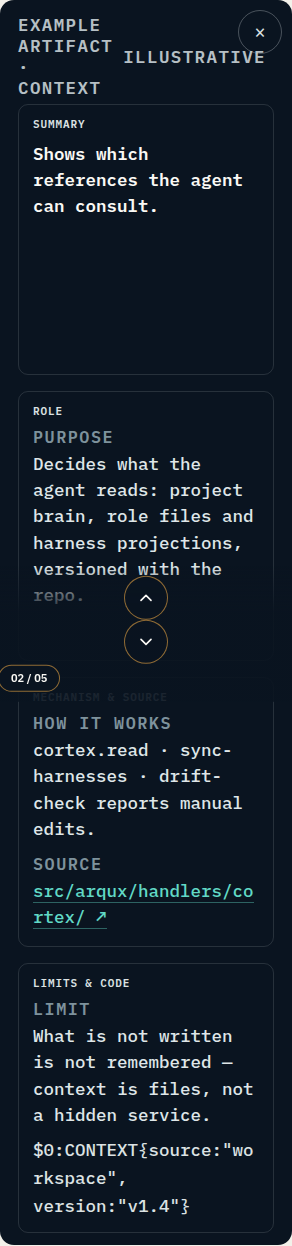 EXAMPLE
ARTIFACT
·
CONTEXT
ILLUSTRATIVE
×
SUMMARY
Shows which
references the agent
can consult.
ROLE
PURPOSE
Decides what the
agent reads: project
brain, role files and
harness projections,
versioned with the
repo.
02 / 05
MECHANISM & SOURCE
HOW IT WORKS
cortex.read · sync-
harnesses · drift-
check reports manual
edits.
SOURCE
src/arqux/handlers/co
rtex/ ↗
LIMITS & CODE
LIMIT
What is not written
is not remembered —
context is files, not
a hidden service.
$0:CONTEXT{source:"wo
rkspace",
version:"v1.4"}